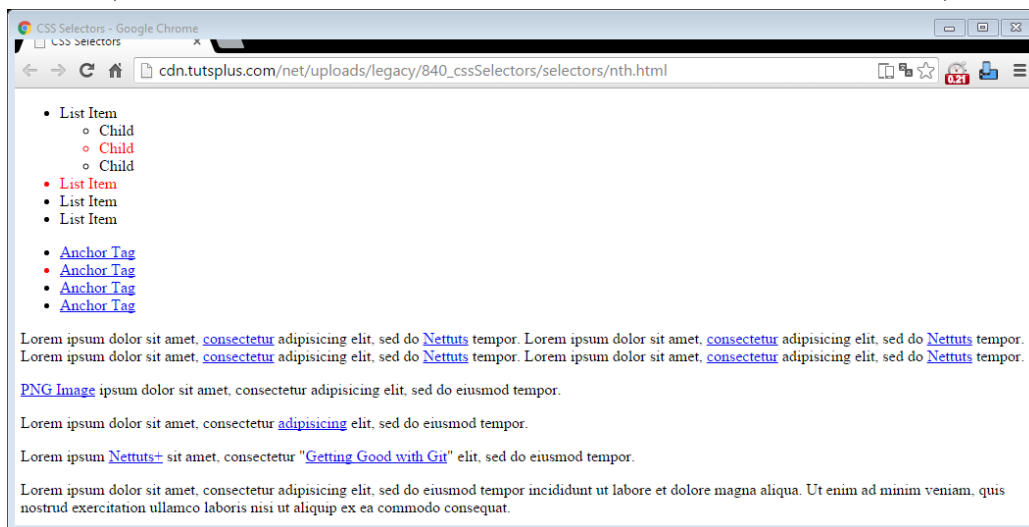 CSS Selectors - Google Chrome
CSS Selectors
cdn.tutsplus.com/net/uploads/legacy/840_cssSelectors/selectors/nth.html
0.21
List Item
Child
Child
Child
List Item
List Item
List Item
Anchor Tag
Anchor Tag
Anchor Tag
Anchor Tag
Lorem ipsum dolor sit amet, consectetur adipisicing elit, sed do Nettuts tempor. Lorem ipsum dolor sit amet, consectetur adipisicing elit, sed do Nettuts tempor.
Lorem ipsum dolor sit amet, consectetur adipisicing elit, sed do Nettuts tempor. Lorem ipsum dolor sit amet, consectetur adipisicing elit, sed do Nettuts tempor.
PNG Image ipsum dolor sit amet, consectetur adipisicing elit, sed do eiusmod tempor.
Lorem ipsum dolor sit amet, consectetur adipisicing elit, sed do eiusmod tempor.
Lorem ipsum Nettuts+ sit amet, consectetur "Getting Good with Git" elit, sed do eiusmod tempor.
Lorem ipsum dolor sit amet, consectetur adipisicing elit, sed do eiusmod tempor incididunt ut labore et dolore magna aliqua. Ut enim ad minim veniam, quis
nostrud exercitation ullamco laboris nisi ut aliquip ex ea commodo consequat.